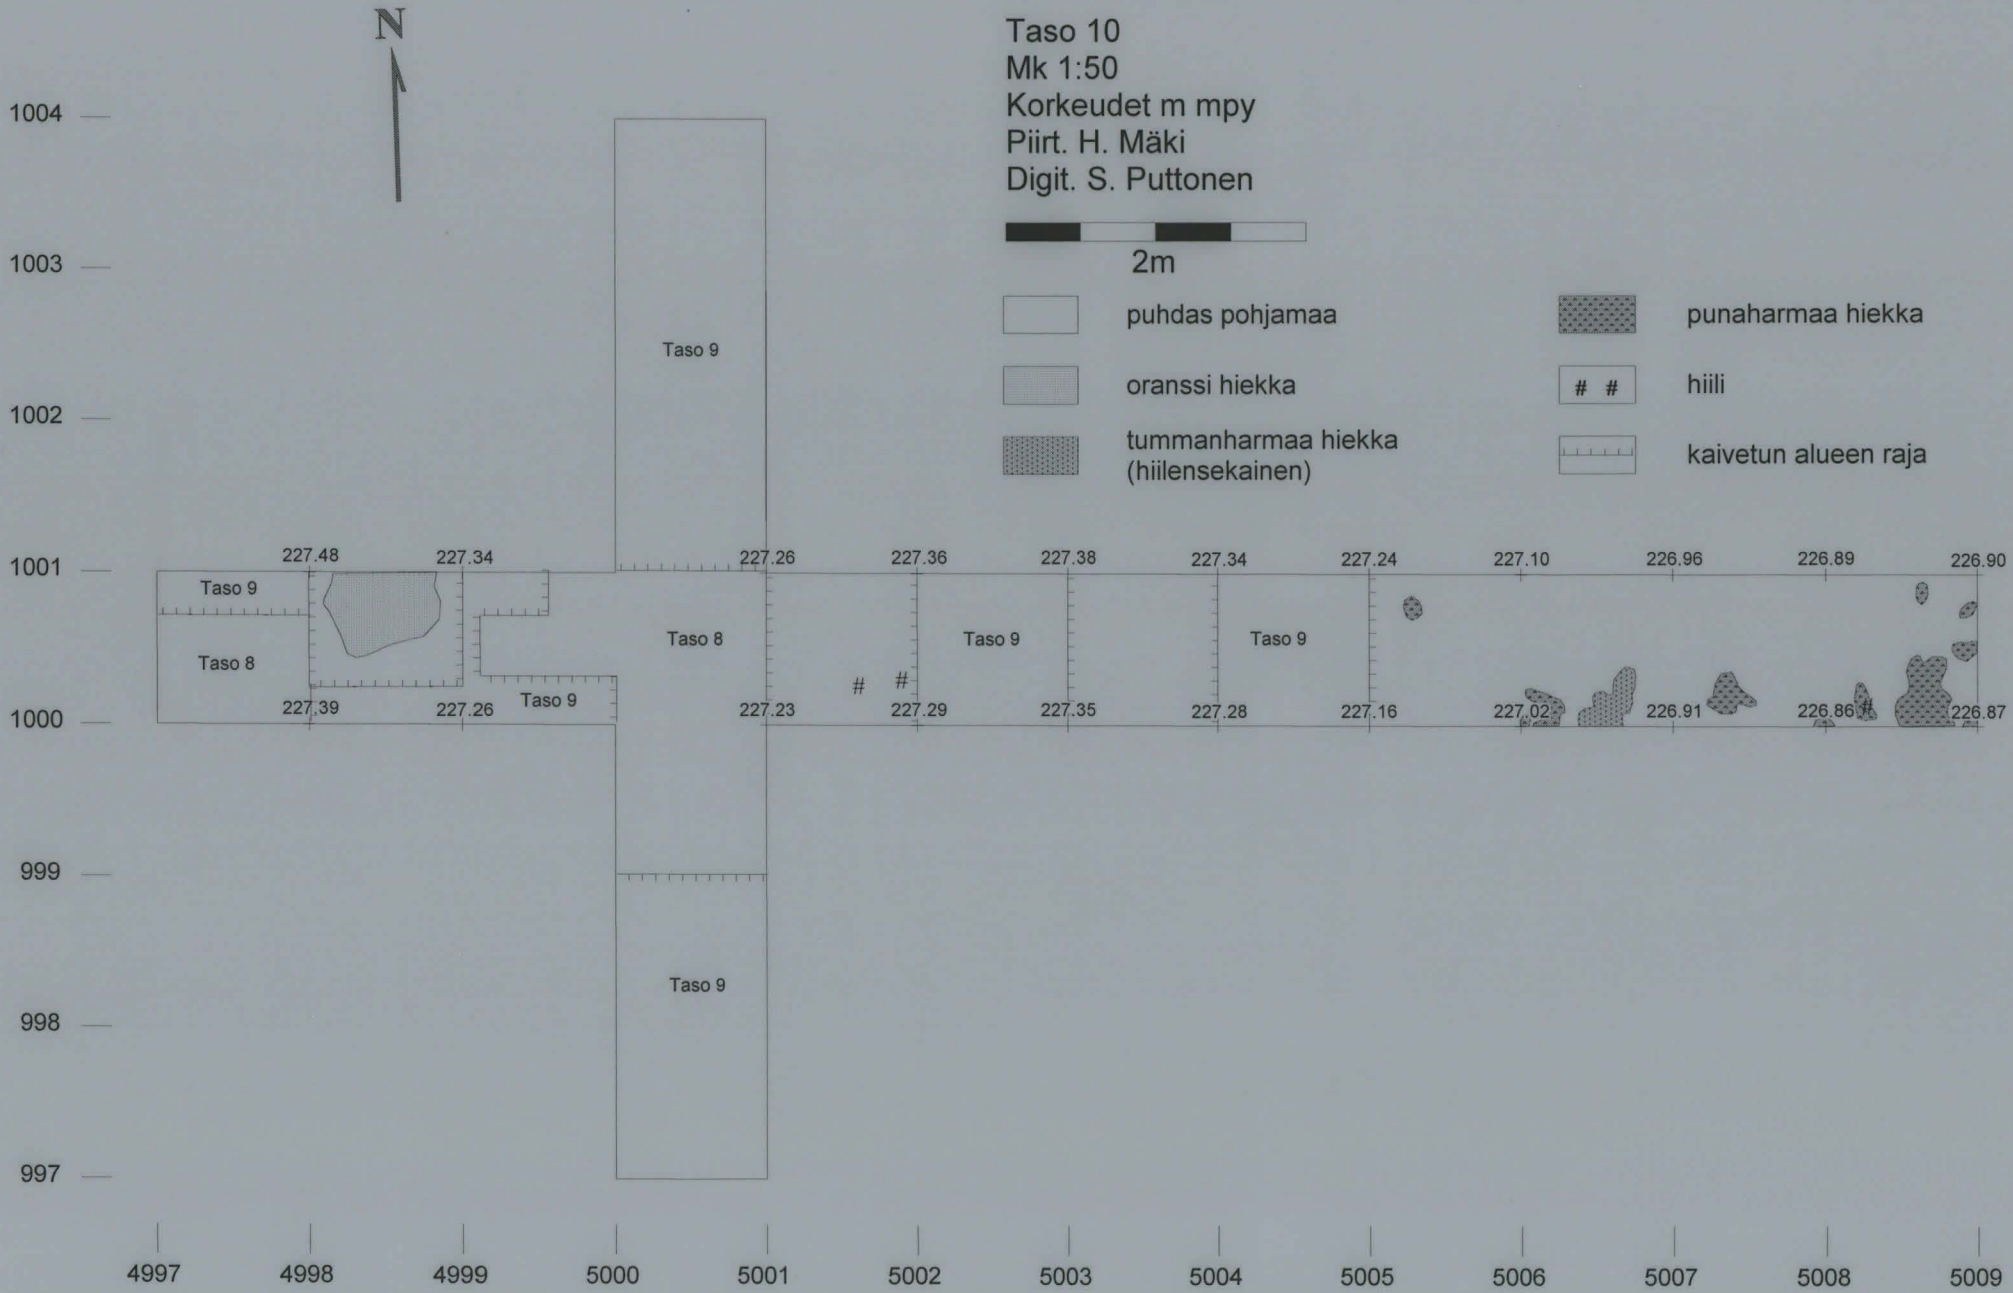 N
Taso 10
Mk 1:50
Korkeudet m mpy
Piirt. H. Mäki
Digit. S. Puttonen
2m
puhdas pohjamaa
punaharmaa hiekka
oranssi hiekka
# # hiili
tummanharmaa hiekka
(hiilensekainen)
kaivetun alueen raja
1004
1003
1002
1001
1000
999
998
997
Taso 9
227.48 227.34 227.26 227.36 227.38 227.34 227.24 227.10 226.96 226.89 226.90
Taso 9
Taso 8 Taso 8 Taso 9 Taso 9
# #
Taso 9
227.39 227.26 227.23 227.29 227.35 227.28 227.16 227.02 226.91 226.86 # 226.87
Taso 9
4997 4998 4999 5000 5001 5002 5003 5004 5005 5006 5007 5008 5009